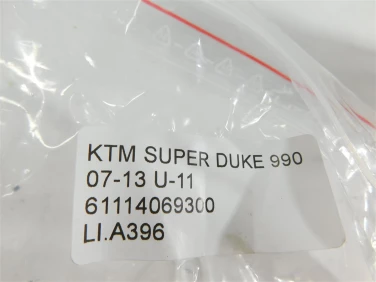 KTM SUPER DUKE 990
07-13 U-11
61114069300
LI.A396